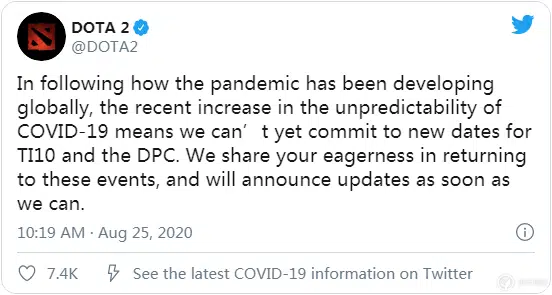 DOTA 2
@DOTA2
In following how the pandemic has been developing
globally, the recent increase in the unpredictability of
COVID-19 means we can't yet commit to new dates for
TI10 and the DPC. We share your eagerness in returning
to these events, and will announce updates as soon as
we can.
10:19 AM · Aug 25, 2020
7.4K See the latest COVID-19 information on Twitter